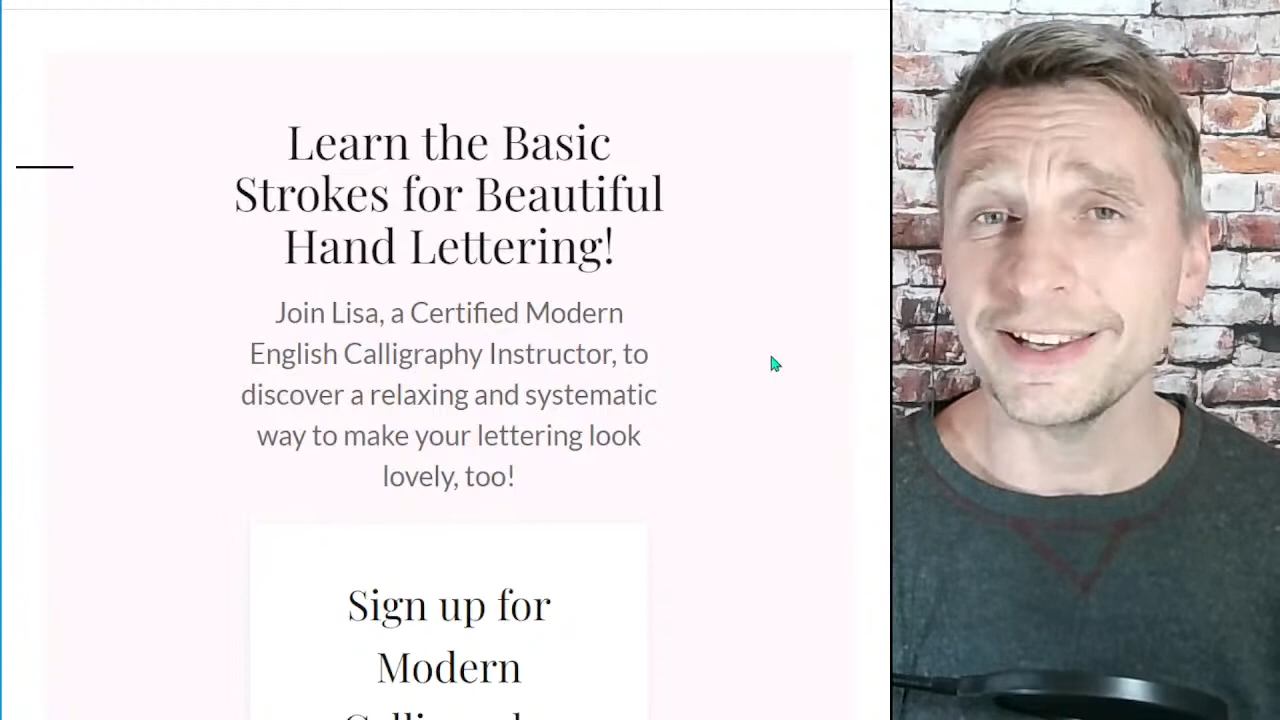 Learn the Basic
Strokes for Beautiful
Hand Lettering!
Join Lisa, a Certified Modern
English Calligraphy Instructor, to
discover a relaxing and systematic
way to make your lettering look
lovely, too!
Sign up for
Modern